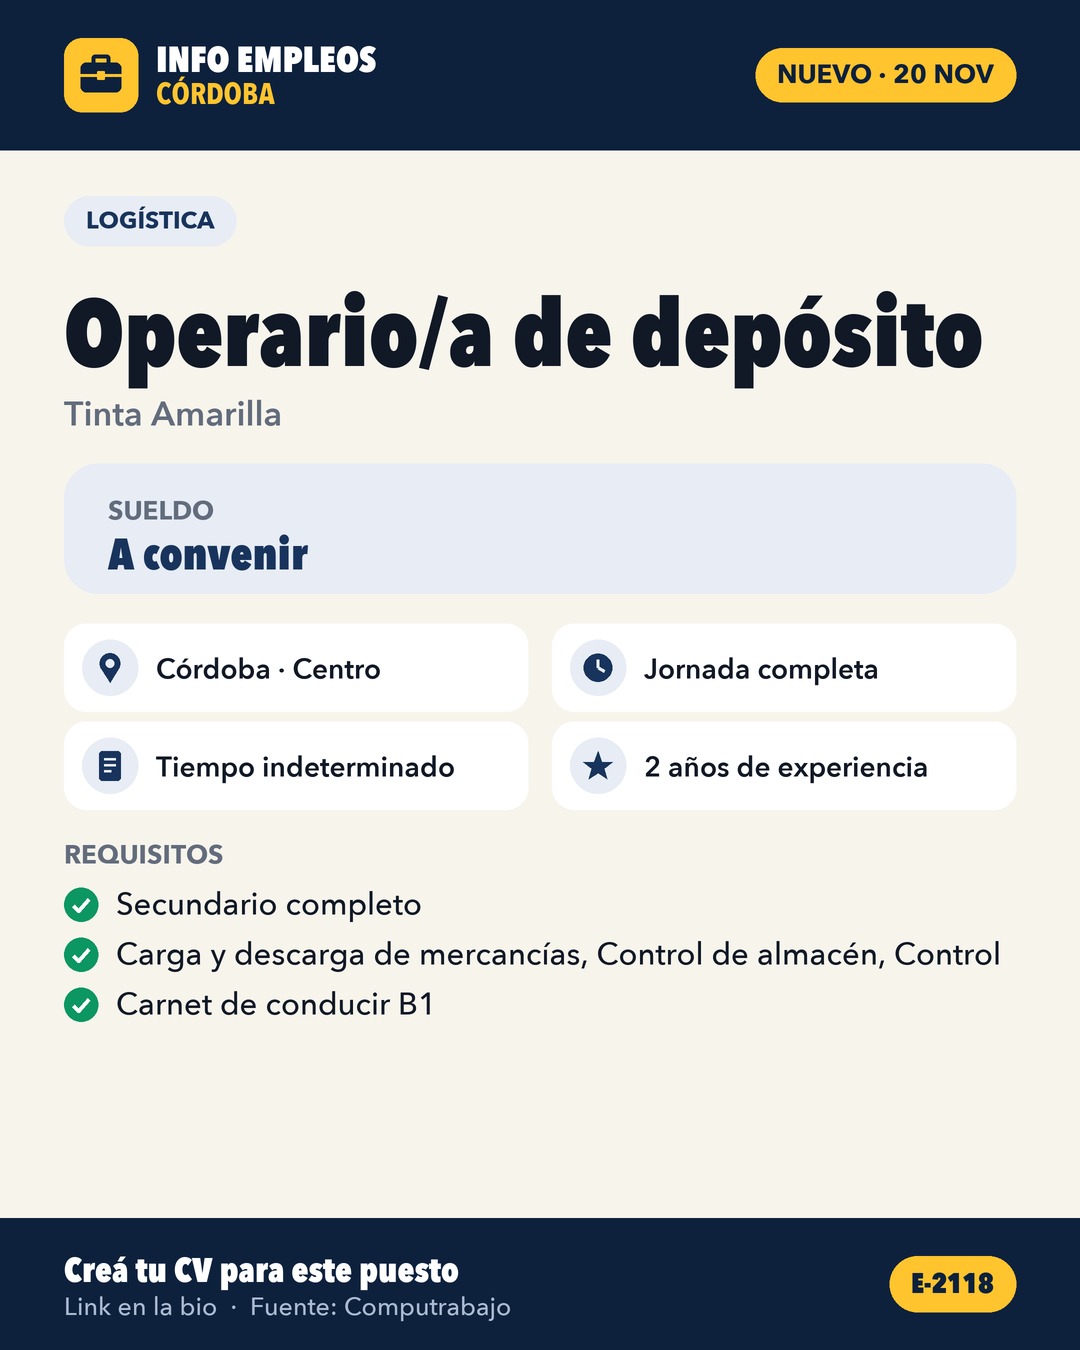 INFO EMPLEOS
CÓRDOBA
NUEVO · 20 NOV
LOGÍSTICA
Operario/a de depósito
Tinta Amarilla
SUELDO
A convenir
Córdoba · Centro
Jornada completa
Tiempo indeterminado
2 años de experiencia
REQUISITOS
Secundario completo
Carga y descarga de mercancías, Control de almacén, Control
Carnet de conducir B1
Creá tu CV para este puesto
Link en la bio · Fuente: Computrabajo
E-2118